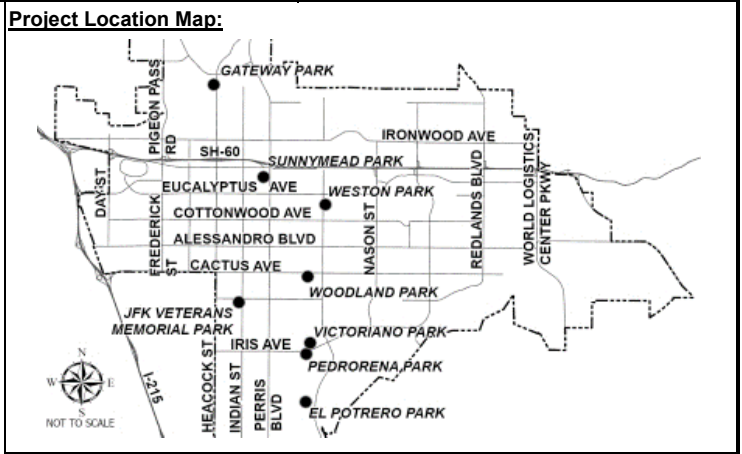 Project Location Map:
GATEWAY PARK
PIGEON PASS
RD
IRONWOOD AVE
SH-60
SUNNYMEAD PARK
DAY ST
EUCALYPTUS AVE
WESTON PARK
COTTONWOOD AVE
FREDERICK
ST
ALESSANDRO BLVD
NASON ST
REDLANDS BLVD
WORLD LOGISTICS
CENTER PKWY
CACTUS AVE
WOODLAND PARK
JFK VETERANS
MEMORIAL PARK
VICTORIANO PARK
IRIS AVE
PEDRORENA PARK
HEACOCK ST
INDIAN ST
PERRIS
BLVD
EL POTRERO PARK
I-215
N
W E
S
NOT TO SCALE